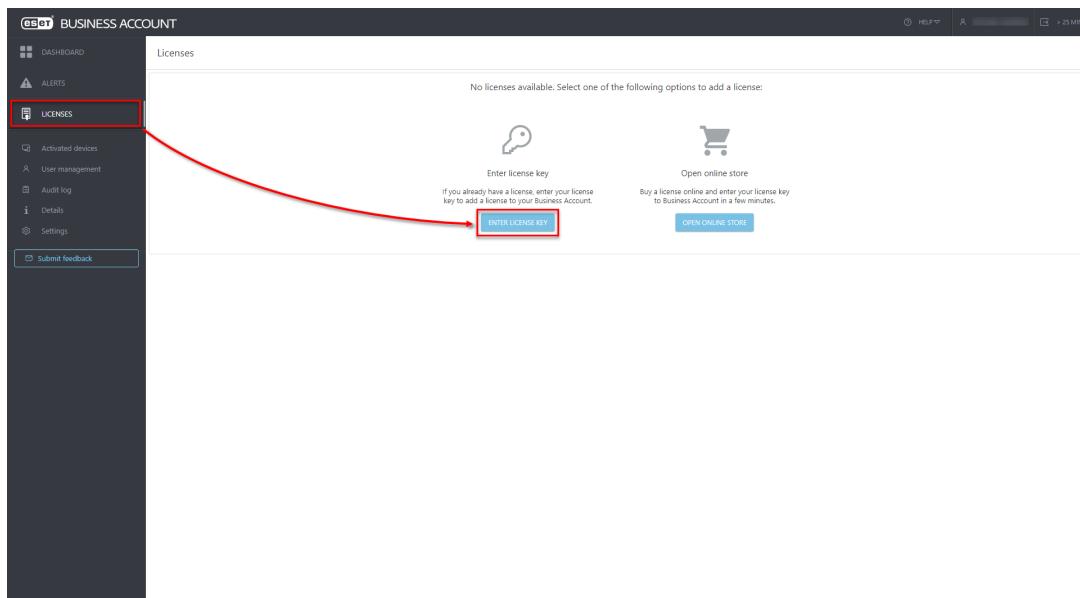 eset BUSINESS ACCOUNT
HELP
> 25 MIN
DASHBOARD
ALERTS
LICENSES
Activated devices
User management
Audit log
Details
Settings
Submit feedback
Licenses
No licenses available. Select one of the following options to add a license:
Enter license key
If you already have a license, enter your license
key to add a license to your Business Account.
ENTER LICENSE KEY
Open online store
Buy a license online and enter your license key
to Business Account in a few minutes.
OPEN ONLINE STORE